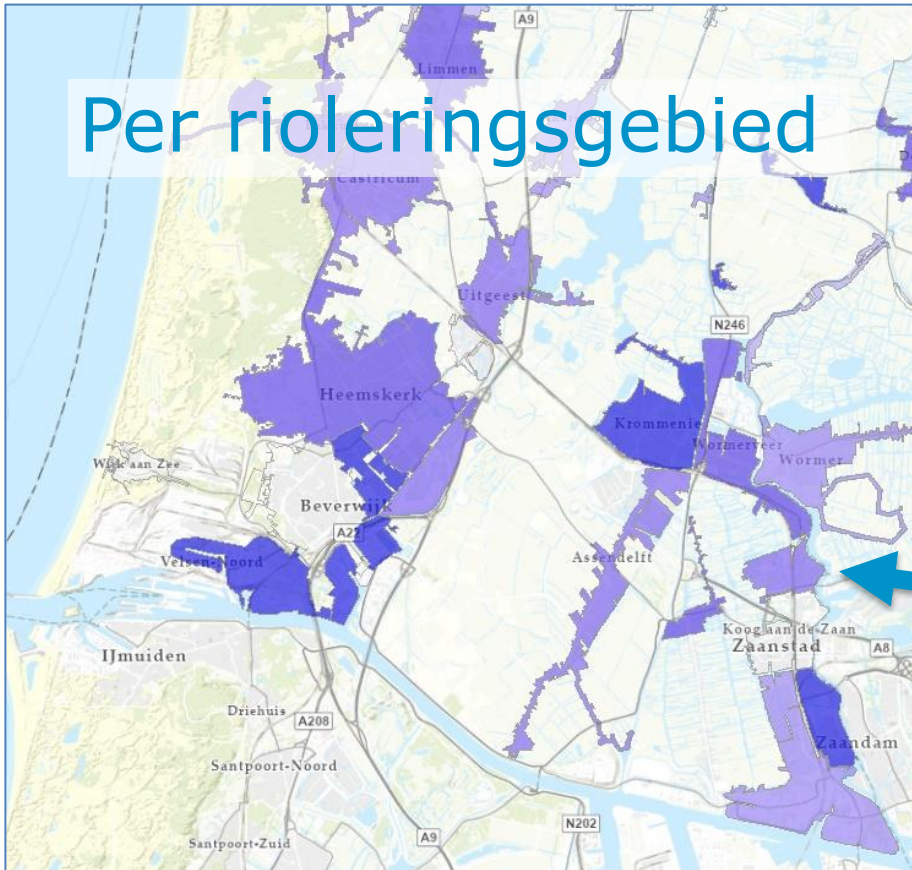 A9
Limmen
Per rioleringsgebied
Castricum
Uitgeest
N246
Heemskerk
Krommenie
Wormerveer
Wormer
Wijk aan Zee
Beverwijk
A22
Velsen-Noord
Assendelft
Koog aan de Zaan
Zaanstad
A8
IJmuiden
Driehuis
A208
Zaandam
Santpoort-Noord
N202
A9
Santpoort-Zuid